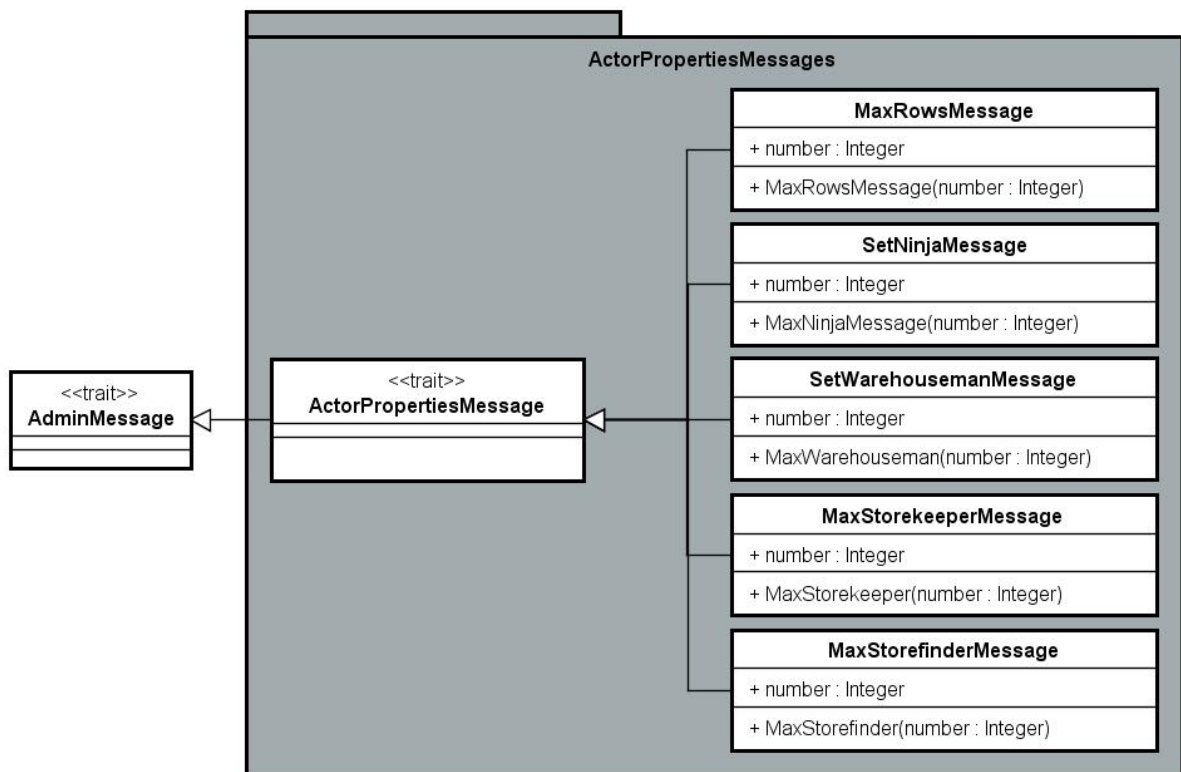 ActorPropertiesMessages
MaxRowsMessage
+ number : Integer
+ MaxRowsMessage(number : Integer)
SetNinjaMessage
+ number : Integer
+ MaxNinjaMessage(number : Integer)
<<trait>>
AdminMessage
<<trait>>
ActorPropertiesMessage
SetWarehousemanMessage
+ number : Integer
+ MaxWarehouseman(number : Integer)
MaxStorekeeperMessage
+ number : Integer
+ MaxStorekeeper(number : Integer)
MaxStorefinderMessage
+ number : Integer
+ MaxStorefinder(number : Integer)